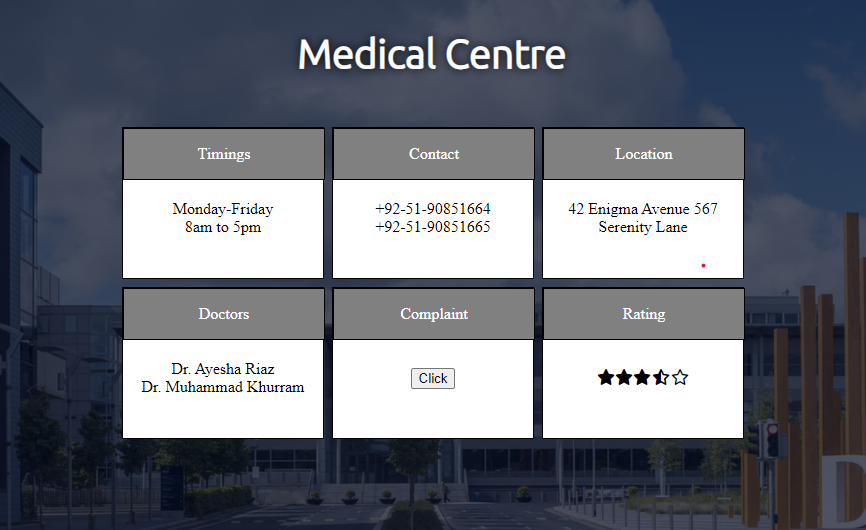 Medical Centre
Timings
Monday-Friday
8am to 5pm
Contact
+92-51-90851664
+92-51-90851665
Location
42 Enigma Avenue 567
Serenity Lane
Doctors
Dr. Ayesha Riaz
Dr. Muhammad Khurram
Complaint
Click
Rating
D